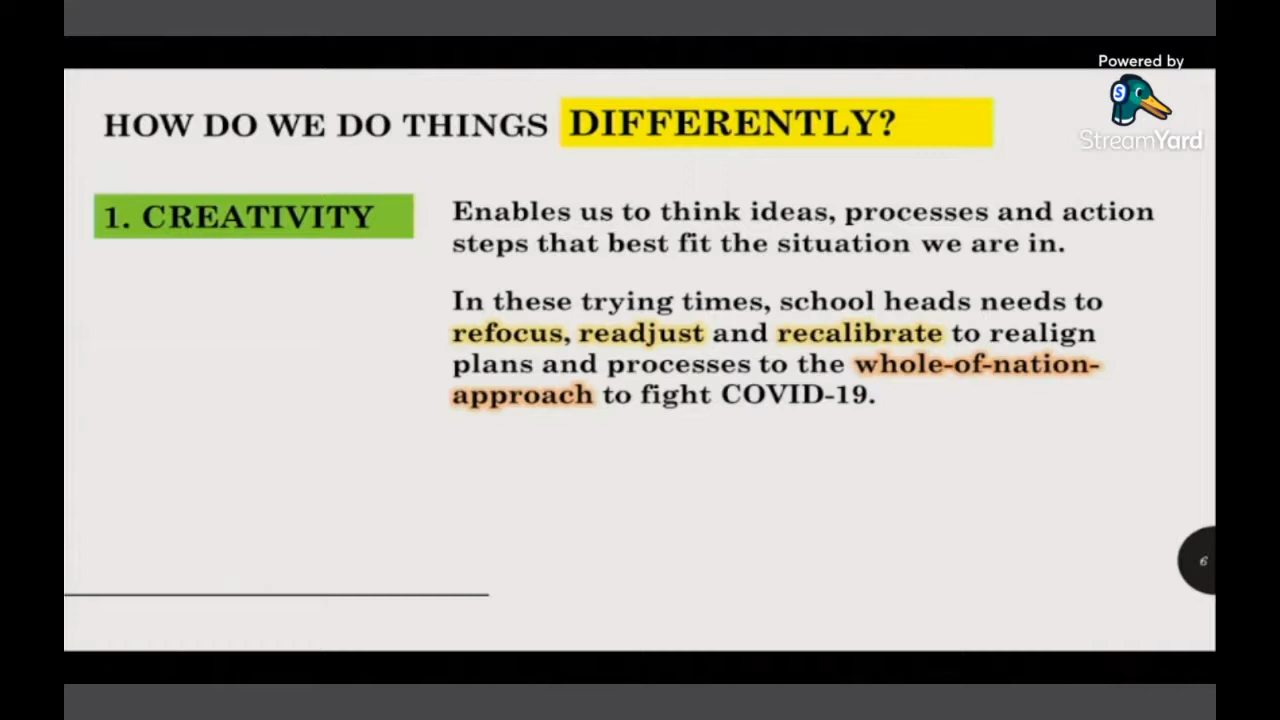 Powered by
StreamYard
HOW DO WE DO THINGS DIFFERENTLY?
1. CREATIVITY
Enables us to think ideas, processes and action
steps that best fit the situation we are in.
In these trying times, school heads needs to
refocus, readjust and recalibrate to realign
plans and processes to the whole-of-nation-
approach to fight COVID-19.
6